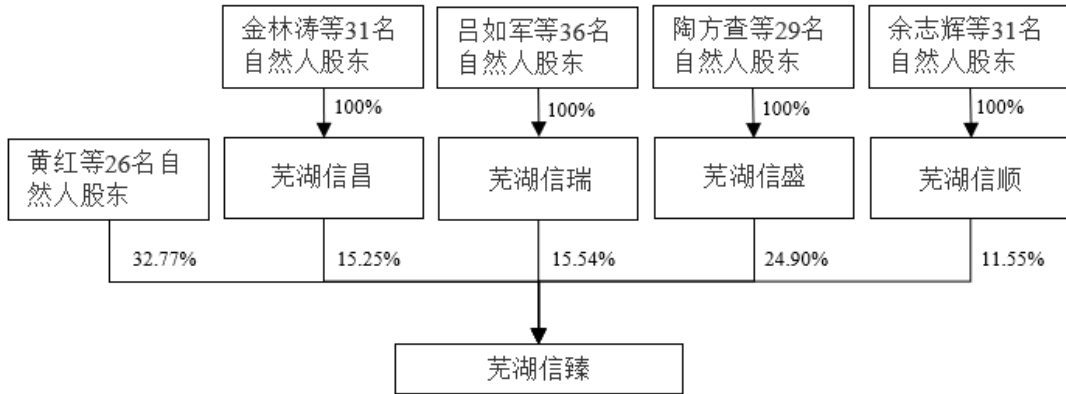 金林涛等31名
自然人股东
吕如军等36名
自然人股东
陶方查等29名
自然人股东
余志辉等31名
自然人股东
100%
100%
100%
100%
黄红等26名自
然人股东
芜湖信昌
芜湖信瑞
芜湖信盛
芜湖信顺
32.77%
15.25%
15.54%
24.90%
11.55%
芜湖信臻